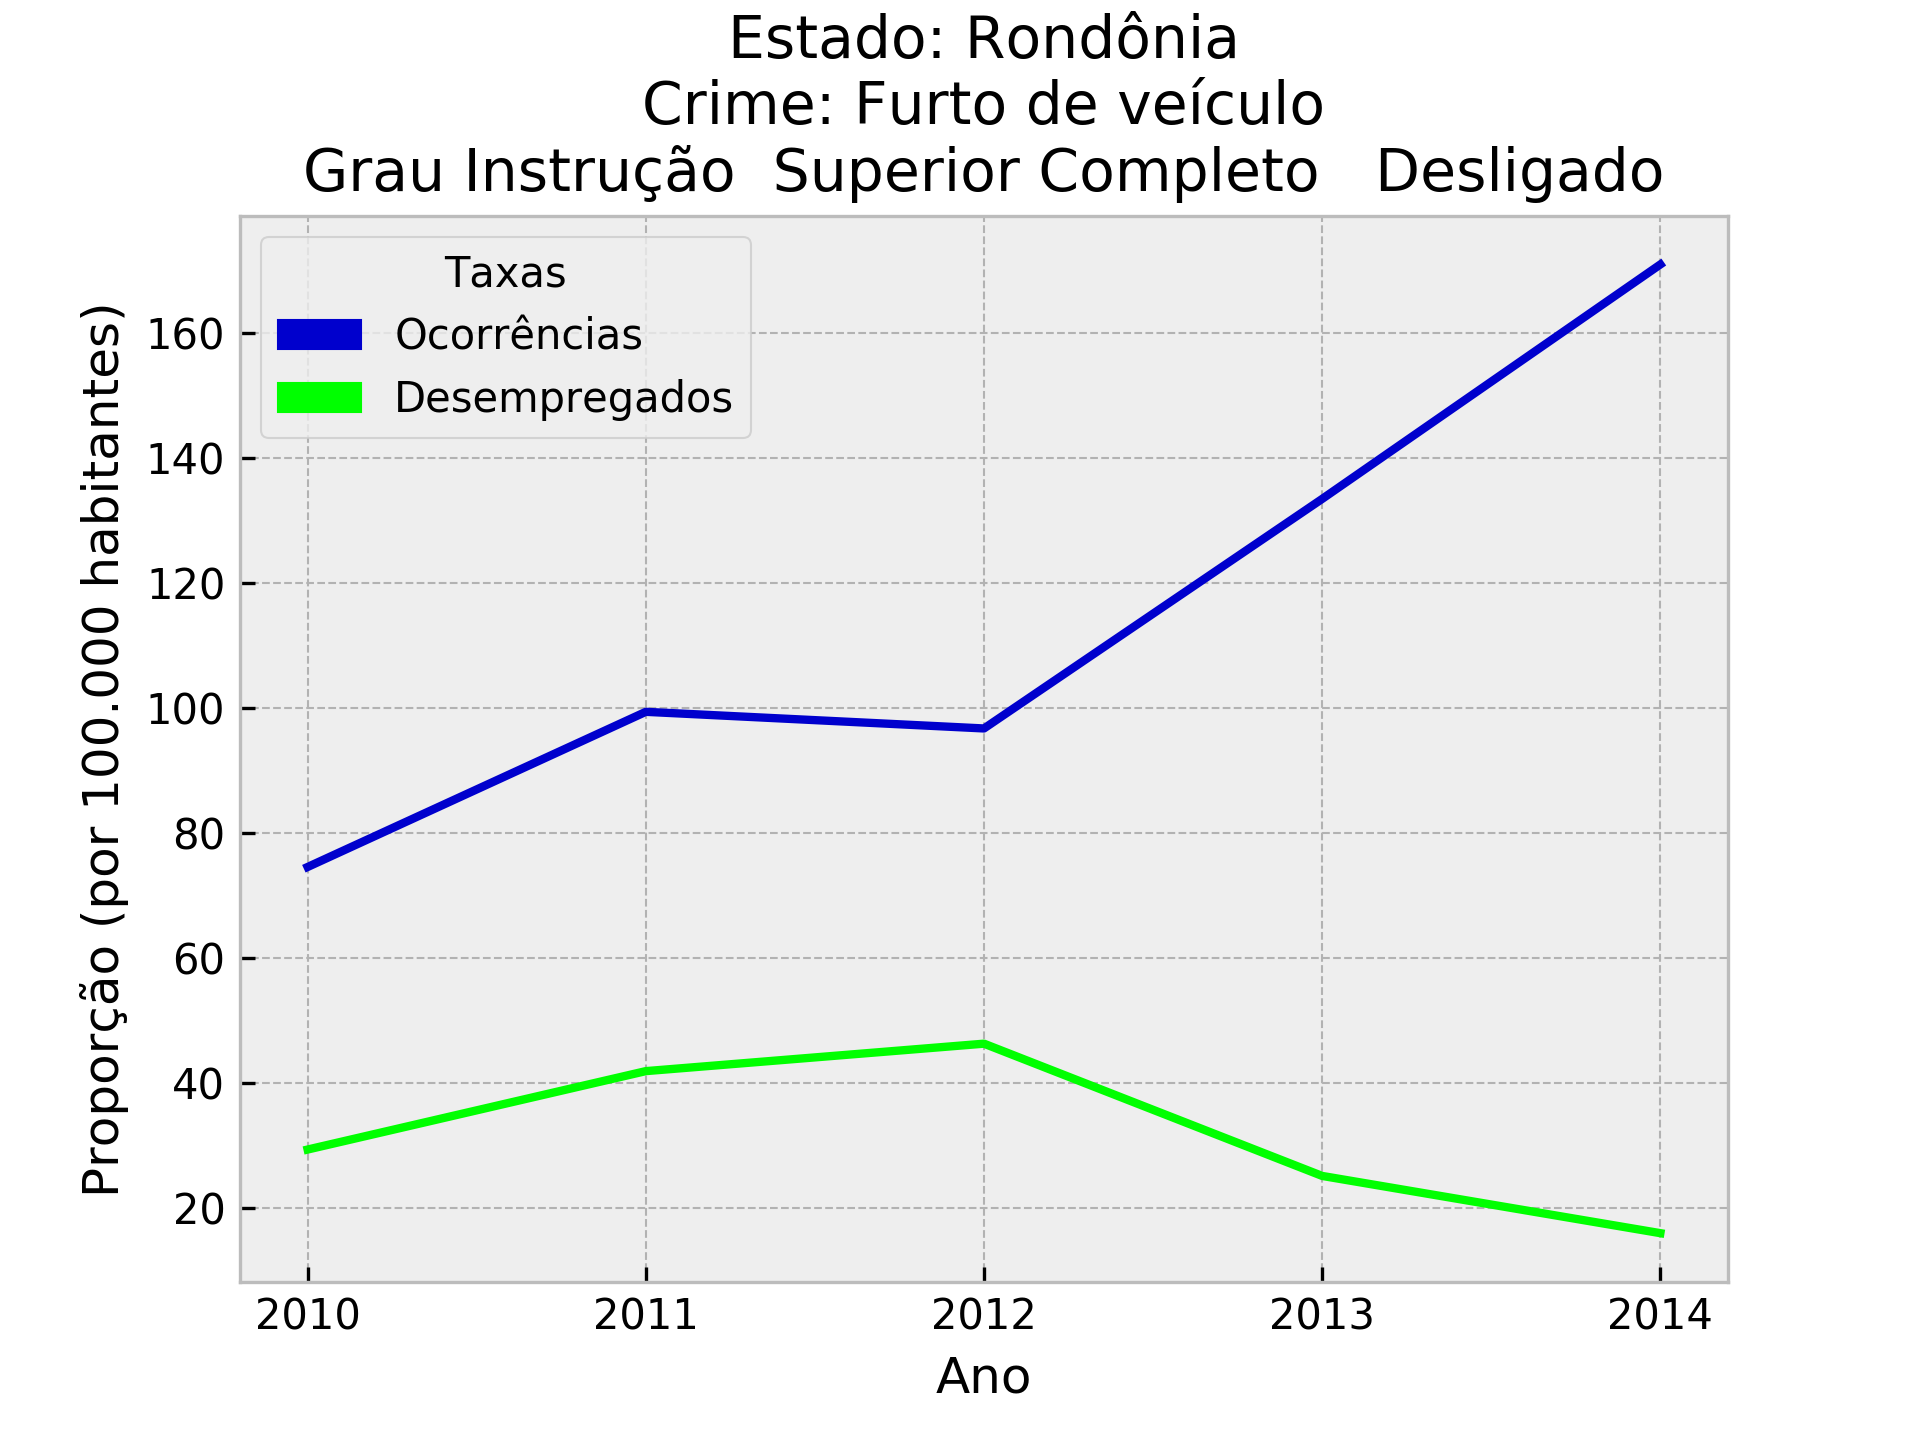 Estado: Rondônia
Crime: Furto de veículo
Grau Instrução  Superior Completo   Desligado
Taxas
Ocorrências
Desempregados
Proporção (por 100.000 habitantes)
160
140
120
100
80
60
40
20
2010 2011 2012 2013 2014
Ano